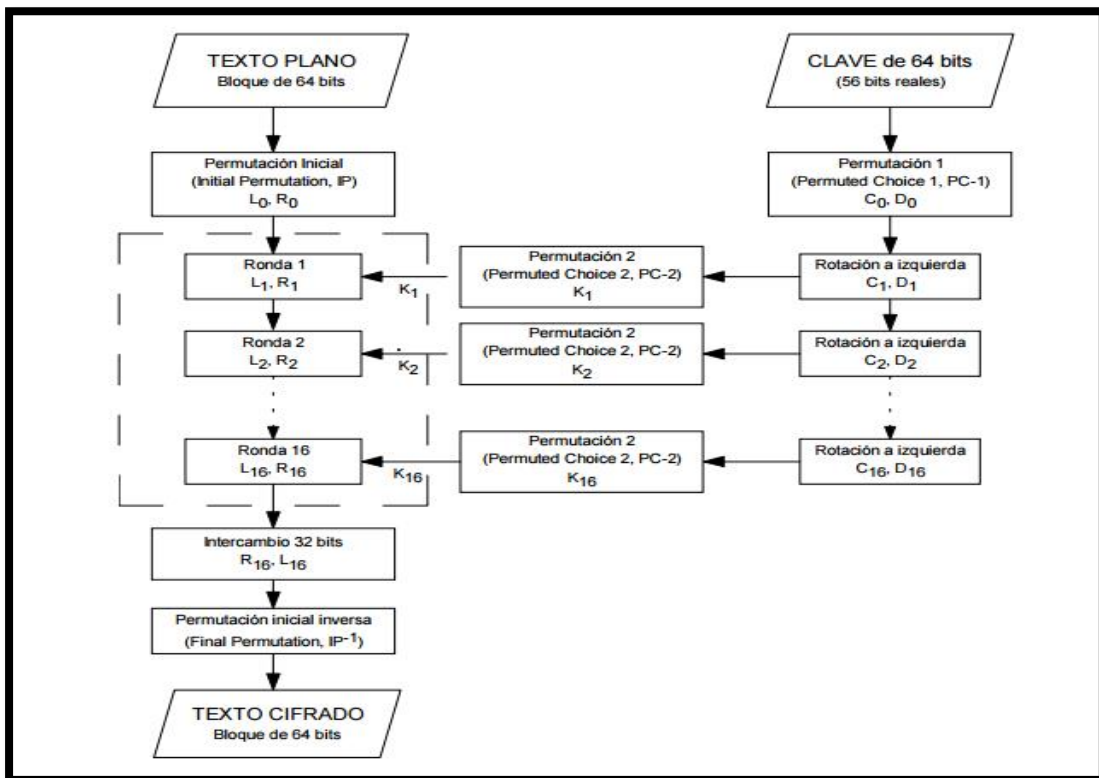 TEXTO PLANO
Bloque de 64 bits
CLAVE de 64 bits
(56 bits reales)
Permutación Inicial
(Initial Permutation, IP)
L0, R0
Permutación 1
(Permuted Choice 1, PC-1)
C0, D0
Ronda 1
L1, R1
K1
Permutación 2
(Permuted Choice 2, PC-2)
K1
Rotación a izquierda
C1, D1
Ronda 2
L2, R2
K2
Permutación 2
(Permuted Choice 2, PC-2)
K2
Rotación a izquierda
C2, D2
Ronda 16
L16, R16
K16
Permutación 2
(Permuted Choice 2, PC-2)
K16
Rotación a izquierda
C16, D16
Intercambio 32 bits
R16, L16
Permutación inicial inversa
(Final Permutation, IP-1)
TEXTO CIFRADO
Bloque de 64 bits